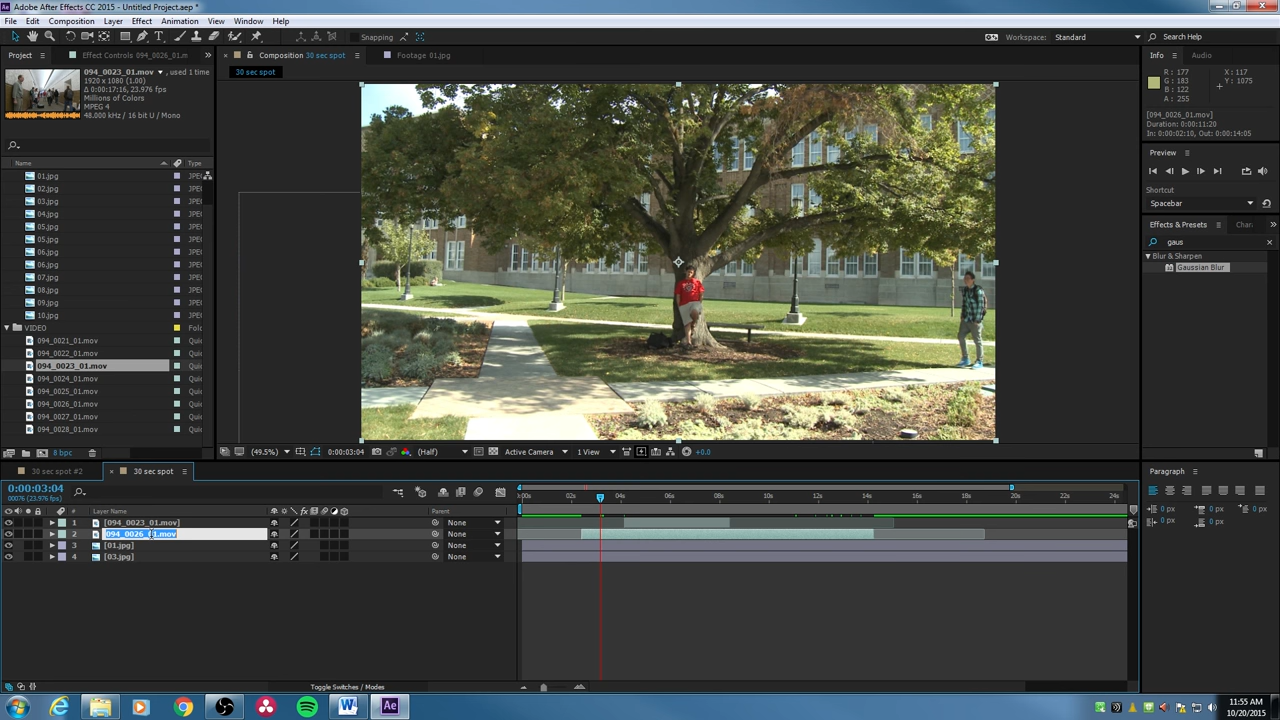 Adobe After Effects CC 2015 - Untitled Project.aep *
File Edit Composition Layer Effect Animation View Window Help
Snapping
Workspace: Standard
Search Help
Project
Effect Controls 094_0026_01.m
Composition 30 sec spot
Footage 01.jpg
Info
Audio
30 sec spot
094_0023_01.mov , used 1 time
1920 x 1080 (1.00)
Δ 0:00:17:16, 23.976 fps
Millions of Colors
MPEG 4
48.000 kHz / 16 bit U / Mono
R : 177
G : 183
B : 122
A : 255
X : 117
Y : 1075
[094_0026_01.mov]
Duration: 0:00:11:20
In: 0:00:02:10, Out: 0:00:14:05
Name
Type
01.jpg JPEG
02.jpg JPEG
03.jpg JPEG
04.jpg JPEG
05.jpg JPEG
05.jpg JPEG
06.jpg JPEG
06.jpg JPEG
07.jpg JPEG
08.jpg JPEG
09.jpg JPEG
10.jpg JPEG
VIDEO Fold
094_0021_01.mov Quic
094_0022_01.mov Quic
094_0023_01.mov Quic
094_0024_01.mov Quic
094_0025_01.mov Quic
094_0026_01.mov Quic
094_0027_01.mov Quic
094_0028_01.mov Quic
8 bpc
Preview
Shortcut
Spacebar
Effects & Presets
Char
gaus
Blur & Sharpen
Gaussian Blur
(49.5%)
0:00:03:04
(Half)
Active Camera
1 View
+0.0
30 sec spot #2
30 sec spot
0:00:03:04
00076 (23.976 fps)
# Layer Name
Parent
:00s 02s 04s 06s 08s 10s 12s 14s 16s 18s 20s 22s 24s
1 [094_0023_01.mov] None
2 094_0026_01.mov None
3 [01.jpg] None
4 [03.jpg] None
Toggle Switches / Modes
Paragraph
0 px 0 px 0 px
0 px 0 px
11:55 AM
10/20/2015